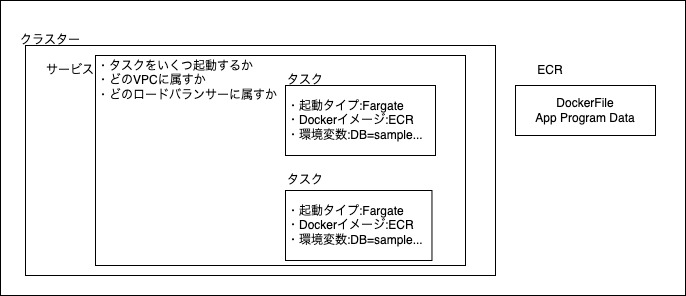 クラスター
サービス
・タスクをいくつ起動するか
・どのVPCに属すか
・どのロードバランサーに属すか
タスク
・起動タイプ:Fargate
・Dockerイメージ:ECR
・環境変数:DB=sample...
タスク
・起動タイプ:Fargate
・Dockerイメージ:ECR
・環境変数:DB=sample...
ECR
DockerFile
App Program Data